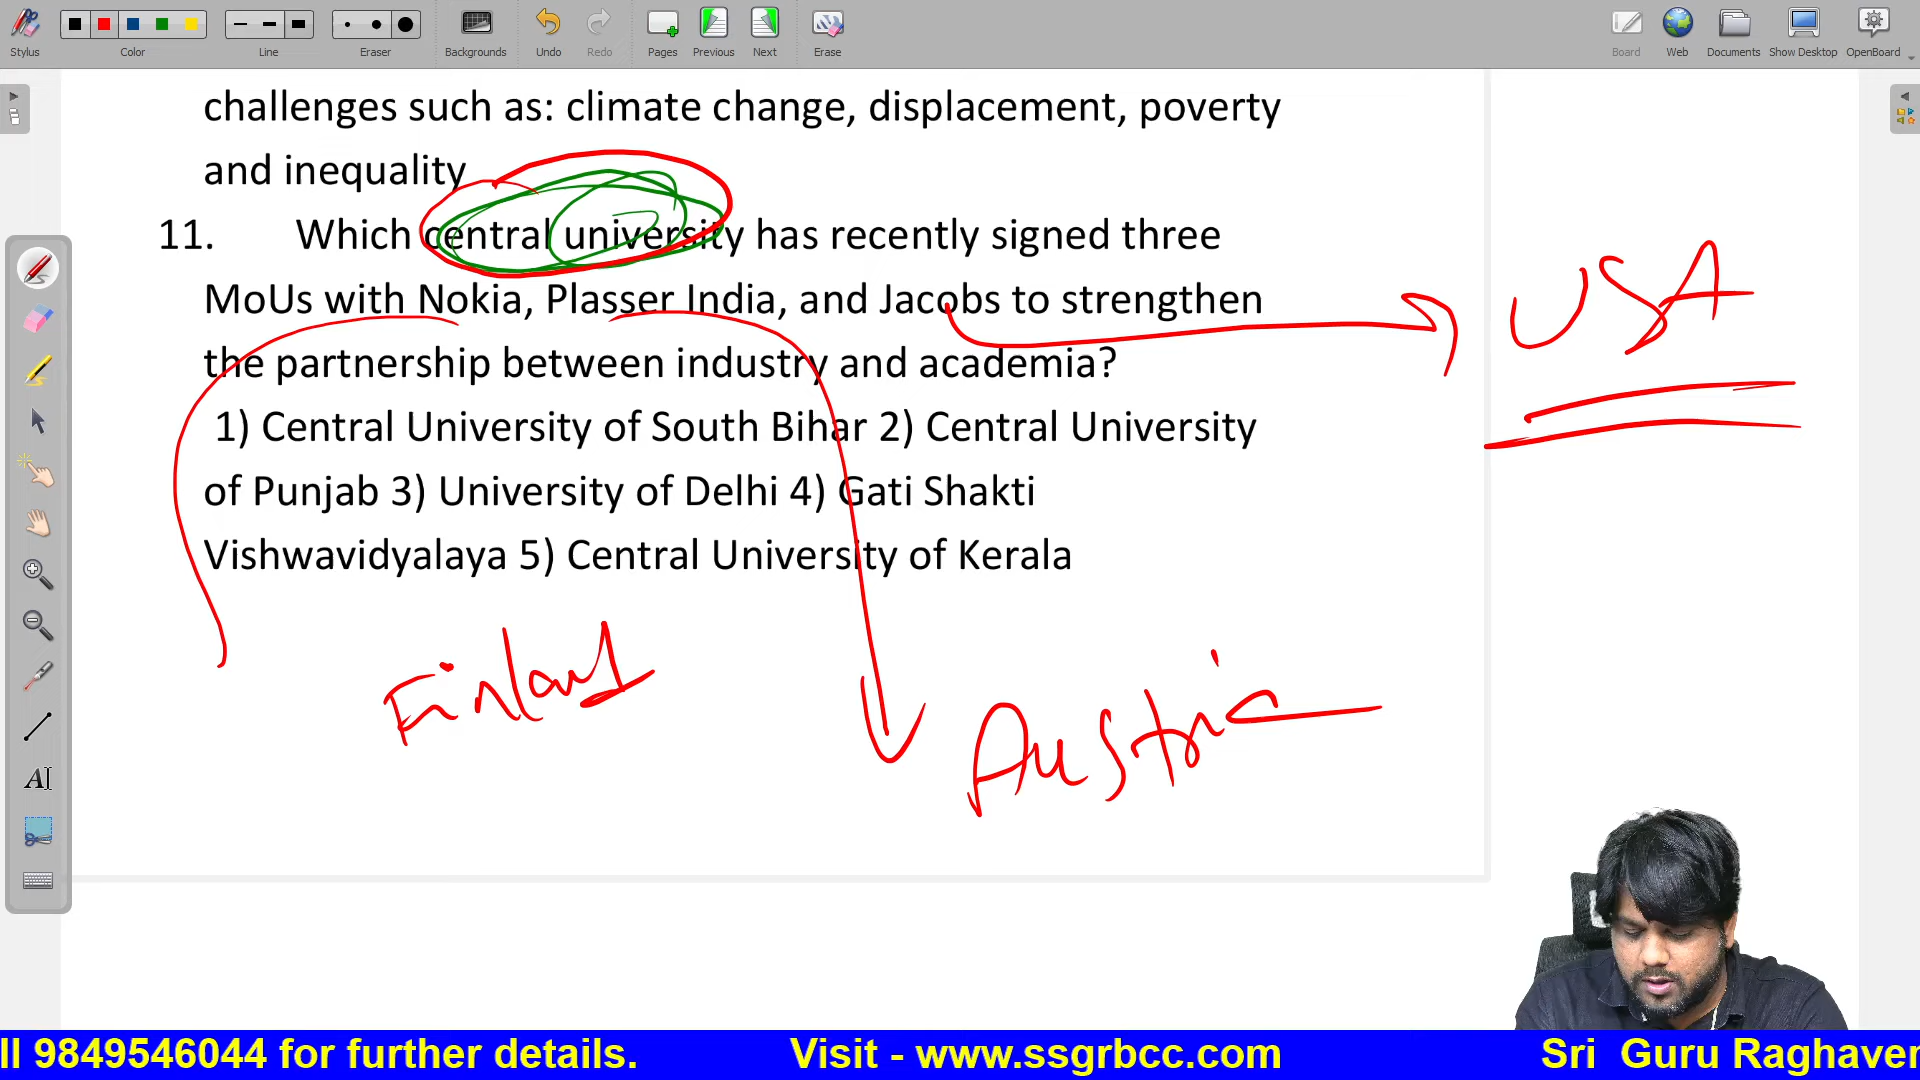 Stylus
Color
Line
Eraser
Backgrounds
Undo
Redo
Pages
Previous
Next
Erase
Board
Web
Documents
Show Desktop
OpenBoard
challenges such as: climate change, displacement, poverty
and inequality
11. Which central university has recently signed three
MoUs with Nokia, Plasser India, and Jacobs to strengthen
the partnership between industry and academia?
1) Central University of South Bihar 2) Central University
of Punjab 3) University of Delhi 4) Gati Shakti
Vishwavidyalaya 5) Central University of Kerala
USA
Finland
Austria
ll 9849546044 for further details. Visit - www.ssgrbcc.com Sri Guru Raghaver